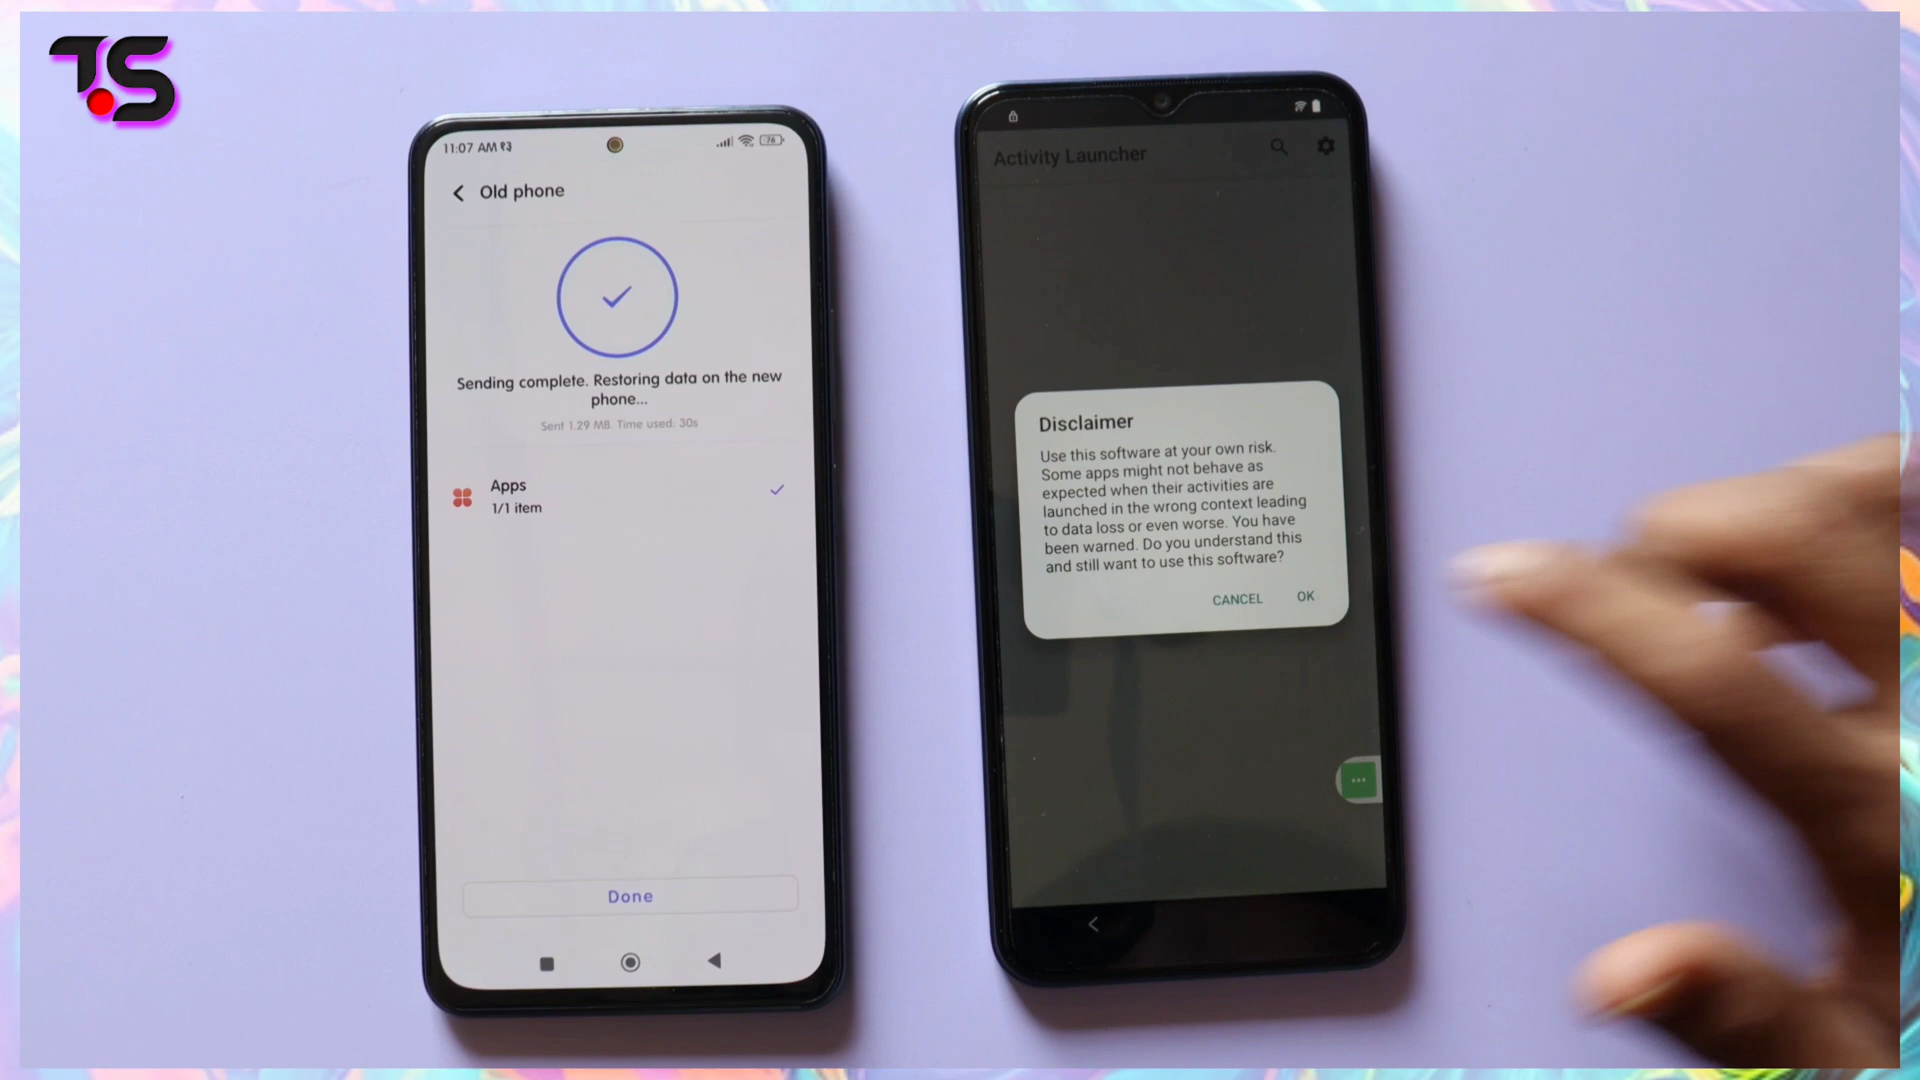 TS
11:07 AM १३
76
Old phone
Sending complete. Restoring data on the new
phone...
Sent 1.29 MB. Time used: 30s
Apps
1/1 item
Done
Activity Launcher
Disclaimer
Use this software at your own risk.
Some apps might not behave as
expected when their activities are
launched in the wrong context leading
to data loss or even worse. You have
been warned. Do you understand this
and still want to use this software?
CANCEL OK